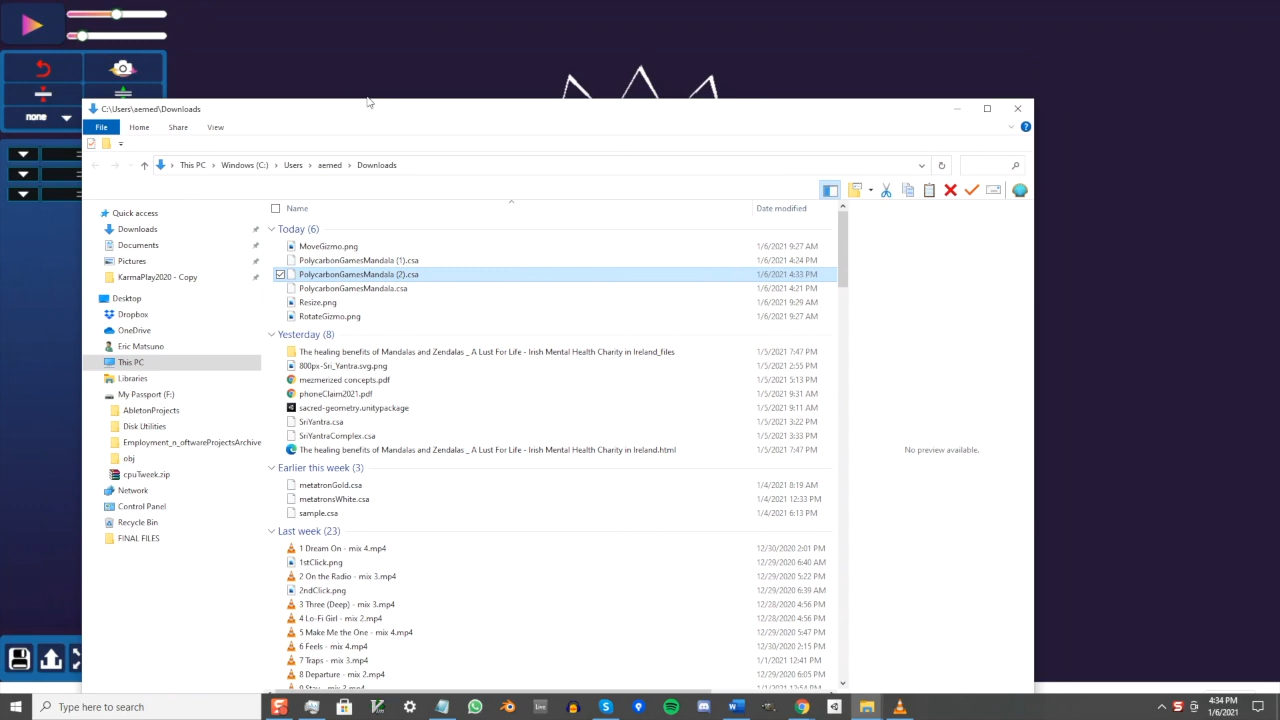 C:\Users\aemed\Downloads
File Home Share View
none
This PC > Windows (C:) > Users > aemed > Downloads
Name Date modified
Quick access
Downloads
Documents
Pictures
KarmaPlay2020 - Copy
Desktop
Dropbox
OneDrive
Eric Matsuno
This PC
Libraries
My Passport (F:)
AbletonProjects
Disk Utilities
Employment_n_oftwareProjectsArchive
obj
cpuTweek.zip
Network
Control Panel
Recycle Bin
FINAL FILES
Today (6)
MoveGizmo.png 1/6/2021 9:27 AM
PolycarbonGamesMandala (1).csa 1/6/2021 4:24 PM
PolycarbonGamesMandala (2).csa 1/6/2021 4:33 PM
PolycarbonGamesMandala.csa 1/6/2021 4:21 PM
Resize.png 1/6/2021 9:29 AM
RotateGizmo.png 1/6/2021 9:27 AM
Yesterday (8)
The healing benefits of Mandalas and Zendalas _ A Lust For Life - Irish Mental Health Charity in Ireland_files 1/5/2021 7:47 PM
800px-Sri_Yantra.svg.png 1/5/2021 2:55 PM
mezmerized concepts.pdf 1/5/2021 5:13 PM
phoneClaim2021.pdf 1/5/2021 9:31 AM
sacred-geometry.unitypackage 1/5/2021 9:11 AM
SriYantra.csa 1/5/2021 3:22 PM
SriYantraComplex.csa 1/5/2021 3:33 PM
The healing benefits of Mandalas and Zendalas _ A Lust For Life - Irish Mental Health Charity in Ireland.html 1/5/2021 7:47 PM
Earlier this week (3)
metatronGold.csa 1/4/2021 8:19 AM
metatronsWhite.csa 1/4/2021 12:33 PM
sample.csa 1/4/2021 6:13 PM
Last week (23)
1 Dream On - mix 4.mp4 12/30/2020 2:01 PM
1stClick.png 12/29/2020 6:40 AM
2 On the Radio - mix 3.mp4 12/29/2020 5:22 PM
2ndClick.png 12/29/2020 6:39 AM
3 Three (Deep) - mix 3.mp4 12/28/2020 4:56 PM
4 Lo-Fi Girl - mix 2.mp4 12/28/2020 4:56 PM
5 Make Me the One - mix 4.mp4 12/29/2020 5:47 PM
6 Feels - mix 4.mp4 12/30/2020 2:15 PM
7 Traps - mix 3.mp4 1/1/2021 12:41 PM
8 Departure - mix 2.mp4 12/29/2020 6:05 PM
9 Stay - mix 2.mp4 1/1/2021 12:54 PM
No preview available.
Type here to search
Live
4:34 PM
1/6/2021